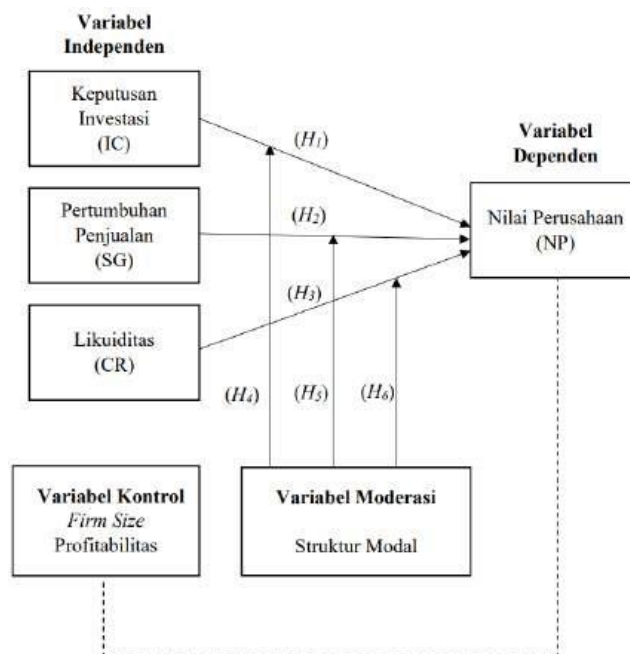 Variabel
Independen
Keputusan
Investasi
(IC)
Pertumbuhan
Penjualan
(SG)
Likuiditas
(CR)
(H1)
(H2)
(H3)
(H4)
(H5)
(H6)
Variabel
Dependen
Nilai Perusahaan
(NP)
Variabel Kontrol
Firm Size
Profitabilitas
Variabel Moderasi
Struktur Modal